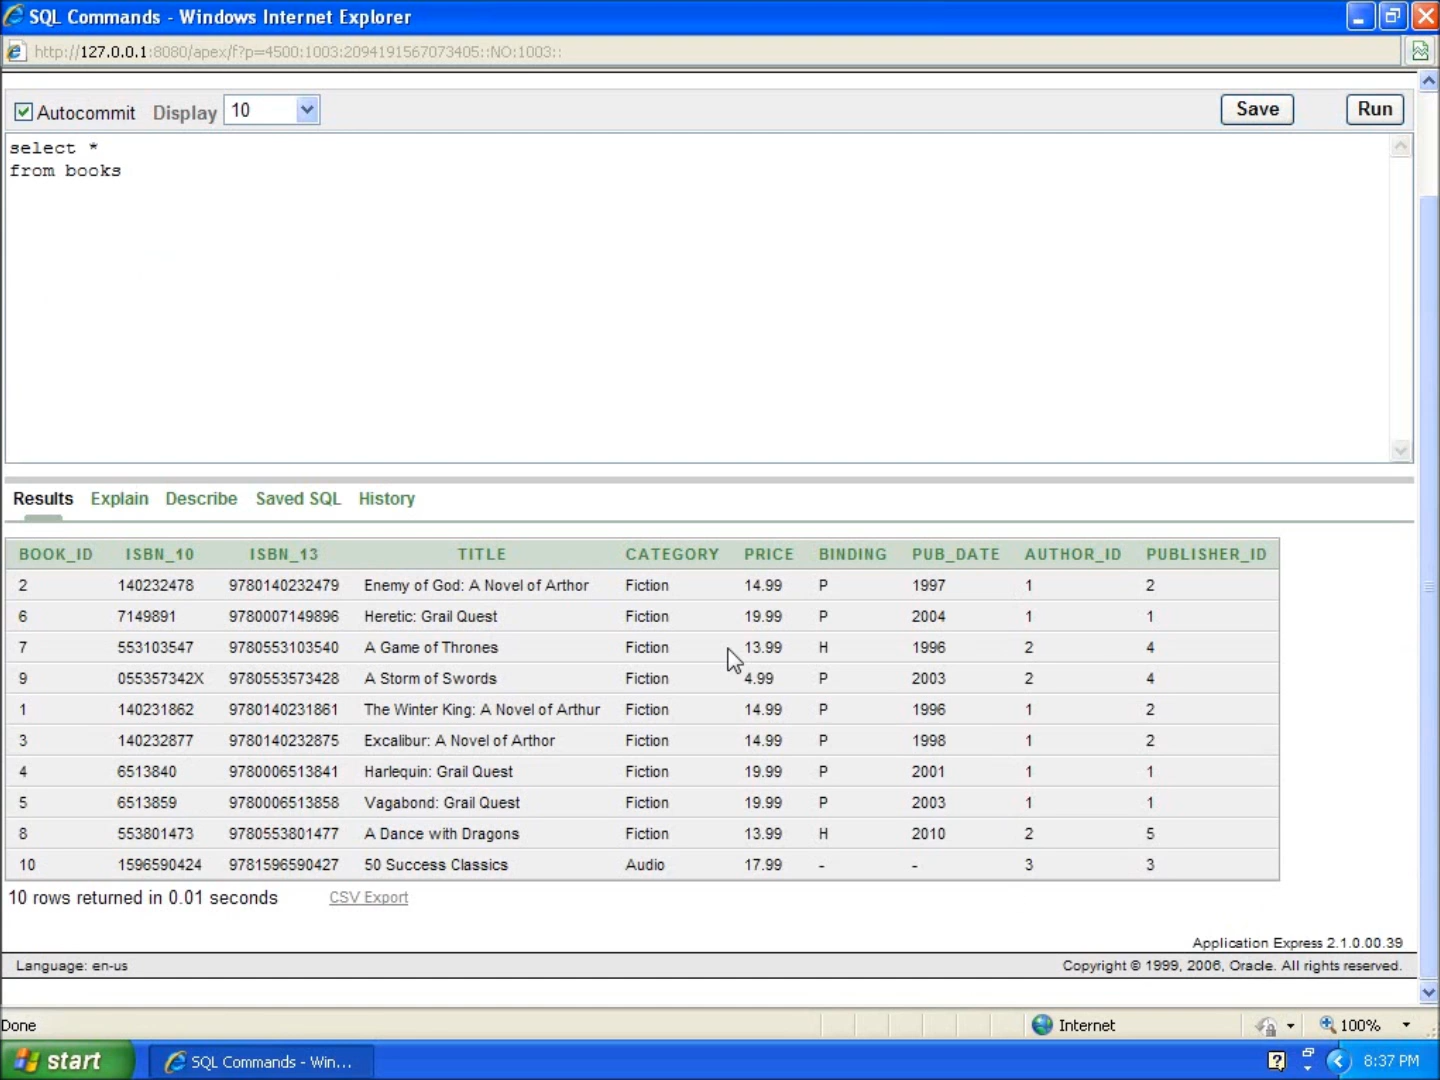 SQL Commands - Windows Internet Explorer
http://127.0.0.1:8080/apex/f?p=4500:1003:2094191567073405::NO:1003::
Autocommit Display 10 Save Run
select *
from books
Results Explain Describe Saved SQL History
BOOK_ID ISBN_10 ISBN_13 TITLE CATEGORY PRICE BINDING PUB_DATE AUTHOR_ID PUBLISHER_ID
2 140232478 9780140232479 Enemy of God: A Novel of Arthor Fiction 14.99 P 1997 1 2
6 7149891 9780007149896 Heretic: Grail Quest Fiction 19.99 P 2004 1 1
7 553103547 9780553103540 A Game of Thrones Fiction 13.99 H 1996 2 4
9 055357342X 9780553573428 A Storm of Swords Fiction 4.99 P 2003 2 4
1 140231862 9780140231861 The Winter King: A Novel of Arthur Fiction 14.99 P 1996 1 2
3 140232877 9780140232875 Excalibur: A Novel of Arthor Fiction 14.99 P 1998 1 2
4 6513840 9780006513841 Harlequin: Grail Quest Fiction 19.99 P 2001 1 1
5 6513859 9780006513858 Vagabond: Grail Quest Fiction 19.99 P 2003 1 1
8 553801473 9780553801477 A Dance with Dragons Fiction 13.99 H 2010 2 5
10 1596590424 9781596590427 50 Success Classics Audio 17.99 - - 3 3
10 rows returned in 0.01 seconds CSV Export
Application Express 2.1.0.00.39
Language: en-us Copyright © 1999, 2006, Oracle. All rights reserved.
Done Internet 100%
start SQL Commands - Win... 8:37 PM